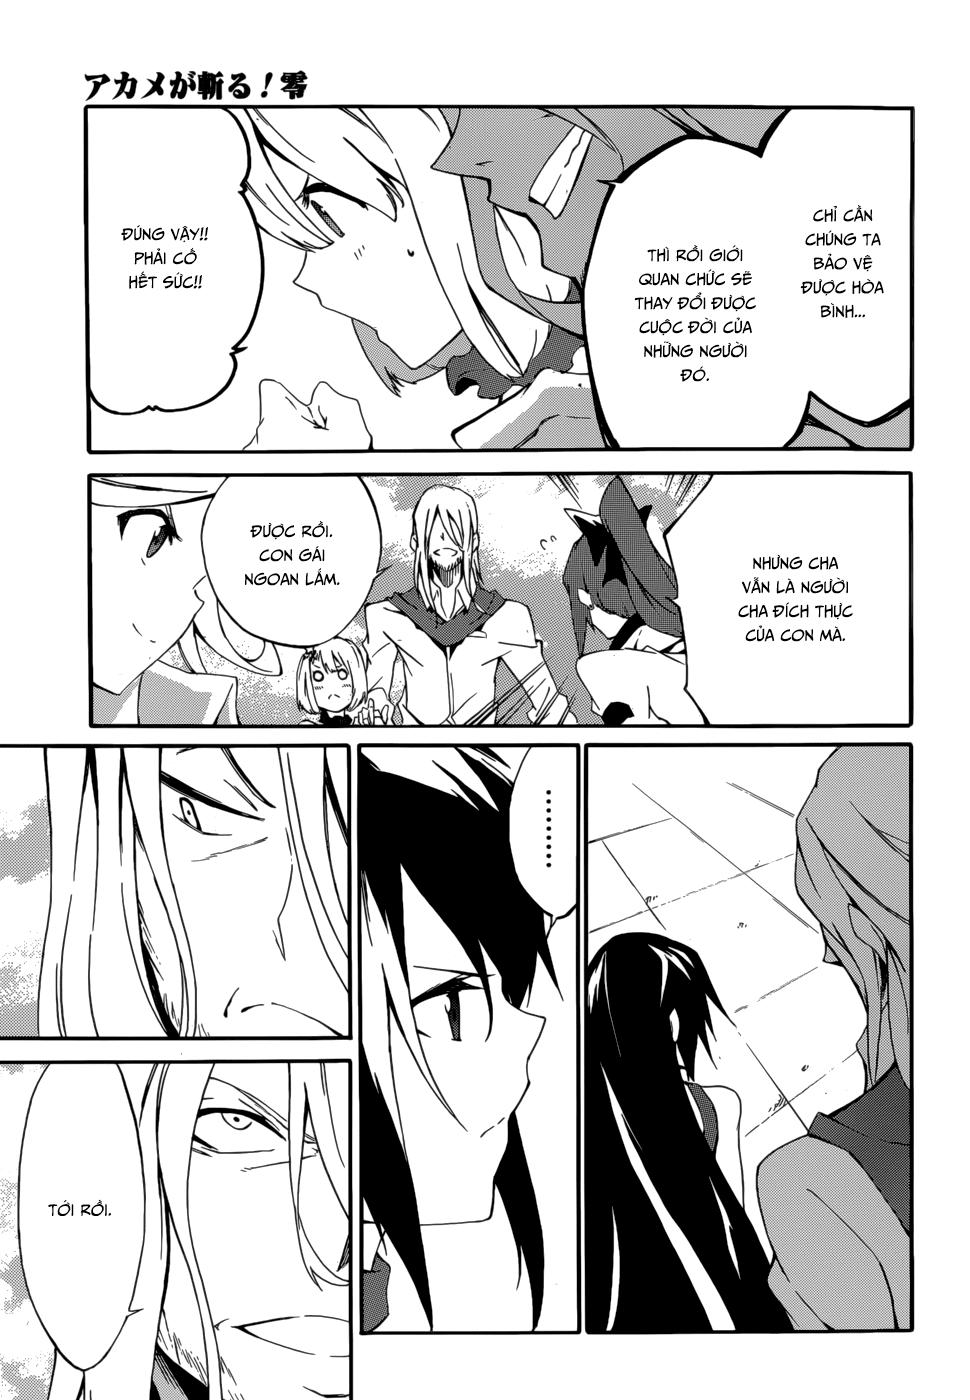 アカメが斬る!零
CHỈ CẦN
CHÚNG TA
BẢO VỆ
ĐƯỢC HÒA
BÌNH...
THÌ RỒI GIỚI
QUAN CHỨC SẼ
THAY ĐỔI ĐƯỢC
CUỘC ĐỜI CỦA
NHỮNG NGƯỜI
ĐÓ.
ĐÚNG VẬY!!
PHẢI CỐ
HẾT SỨC!!
NHƯNG CHA
VẪN LÀ NGƯỜI
CHA ĐÍCH THỰC
CỦA CON MÀ.
ĐƯỢC RỒI.
CON GÁI
NGOAN LẮM.
.........
TỚI RỒI.